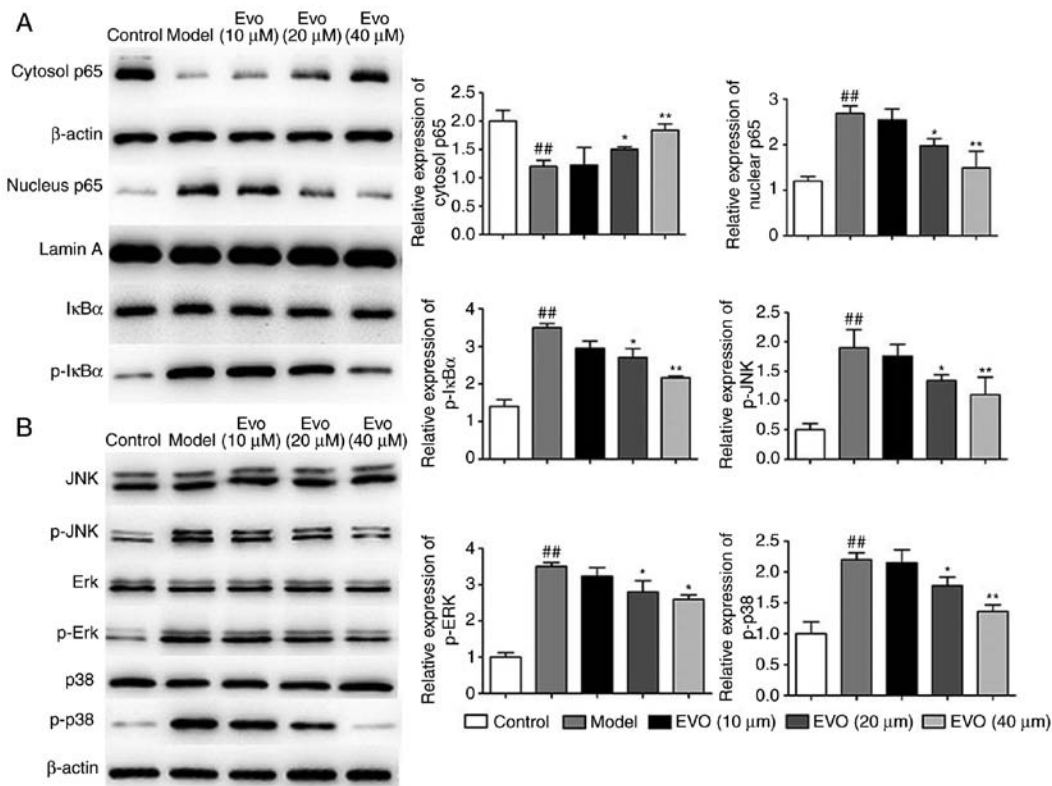 A
Control Model Evo (10 μM) Evo (20 μM) Evo (40 μM)
Cytosol p65
β-actin
Nucleus p65
Lamin A
IκBα
p-IκBα
B
Control Model Evo (10 μM) Evo (20 μM) Evo (40 μM)
JNK
p-JNK
Erk
p-Erk
p38
p-p38
β-actin
Relative expression of
cytosol p65
2.5
2.0
1.5
1.0
0.5
0.0
##
*
**
Relative expression of
nuclear p65
3
2
1
0
##
*
**
Relative expression of
p-IκBα
4
3
2
1
0
##
*
**
Relative expression of
p-JNK
2.5
2.0
1.5
1.0
0.5
0.0
##
*
**
Relative expression of
p-ERK
5
4
3
2
1
0
##
*
*
Relative expression of
p-p38
2.5
2.0
1.5
1.0
0.5
0.0
##
*
**
Control Model EVO (10 μm) EVO (20 μm) EVO (40 μm)